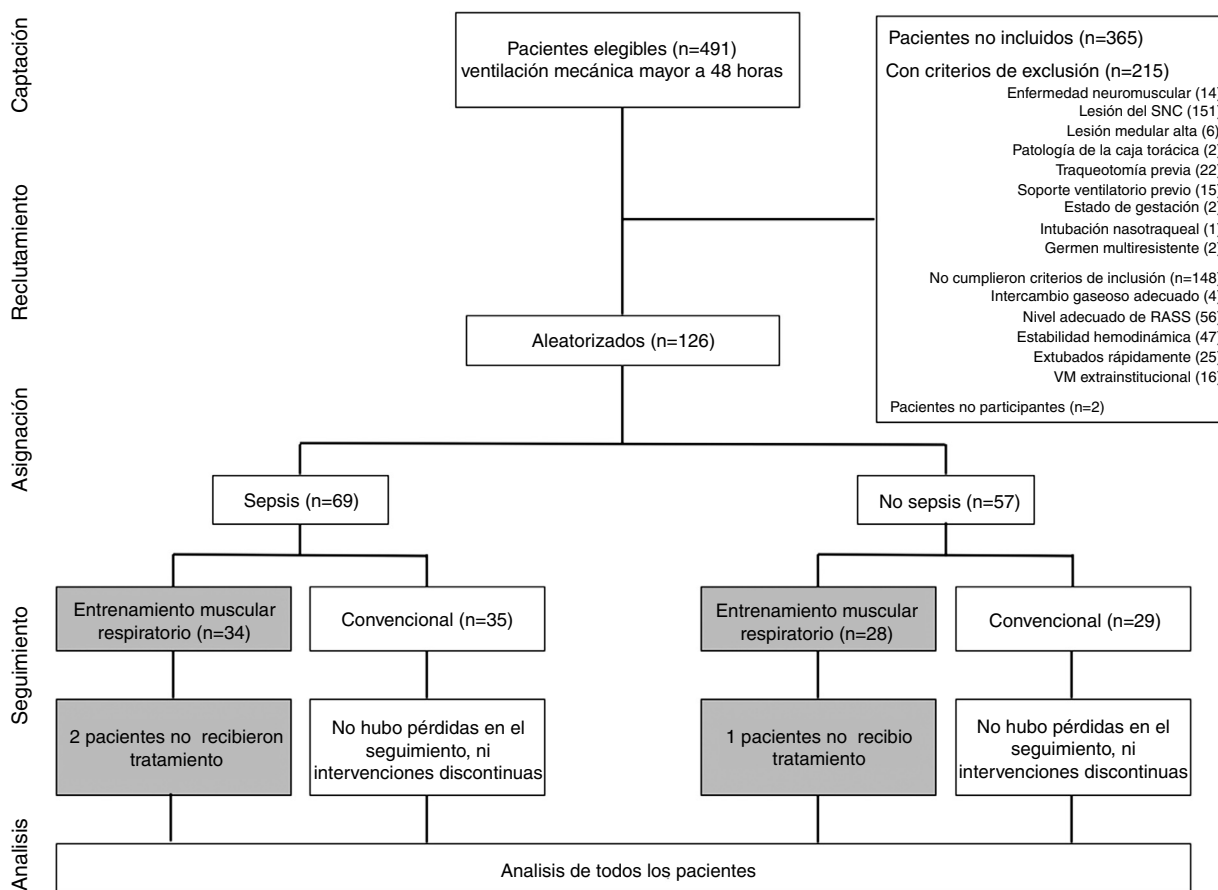 Captación
Pacientes elegibles (n=491)
ventilación mecánica mayor a 48 horas
Pacientes no incluidos (n=365)
Con criterios de exclusión (n=215)
Enfermedad neuromuscular (14)
Lesión del SNC (151)
Lesión medular alta (6)
Patología de la caja torácica (2)
Traqueotomía previa (22)
Soporte ventilatorio previo (15)
Estado de gestación (2)
Intubación nasotraqueal (1)
Germen multiresistente (2)
No cumplieron criterios de inclusión (n=148)
Intercambio gaseoso adecuado (4)
Nivel adecuado de RASS (56)
Estabilidad hemodinámica (47)
Extubados rápidamente (25)
VM extrainstitucional (16)
Pacientes no participantes (n=2)
Reclutamiento
Aleatorizados (n=126)
Asignación
Sepsis (n=69)
No sepsis (n=57)
Seguimiento
Entrenamiento muscular
respiratorio (n=34)
Convencional (n=35)
Entrenamiento muscular
respiratorio (n=28)
Convencional (n=29)
2 pacientes no recibieron
tratamiento
No hubo pérdidas en el
seguimiento, ni
intervenciones discontinuas
1 pacientes no recibio
tratamiento
No hubo pérdidas en el
seguimiento, ni
intervenciones discontinuas
Analisis
Analisis de todos los pacientes